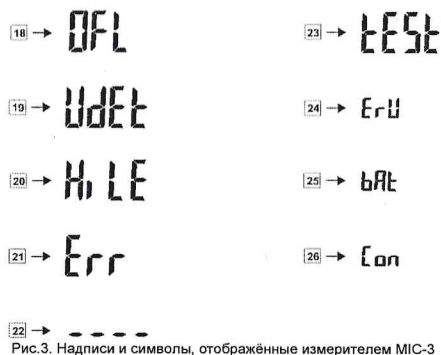 18 → OFL
19 → UdEt
20 → Hi LE
21 → Err
22 → ----
23 → tESt
24 → ErU
25 → bAt
26 → Con
Рис.3. Надписи и символы, отображённые измерителем MIC-3